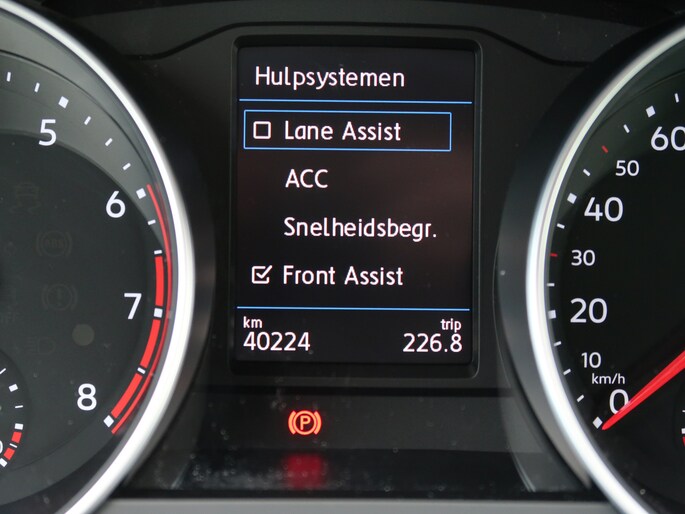 Hulpsystemen
Lane Assist
ACC
Snelheidsbegr.
Front Assist
km trip
40224 226.8
5
6
7
8
60
50
40
30
20
10
km/h
0
P